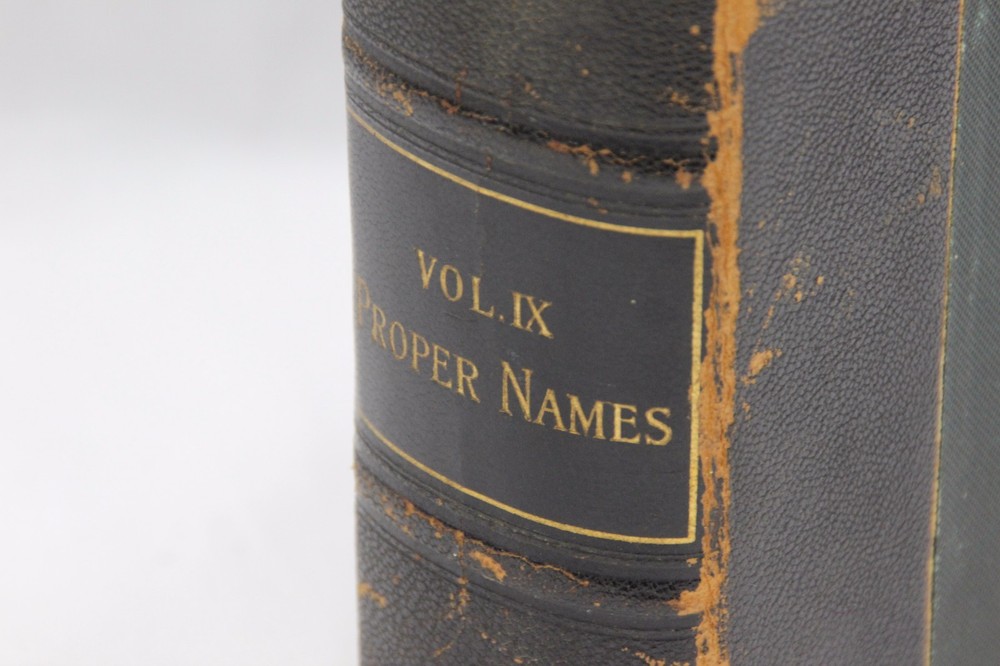 VOL. IX
PROPER NAMES